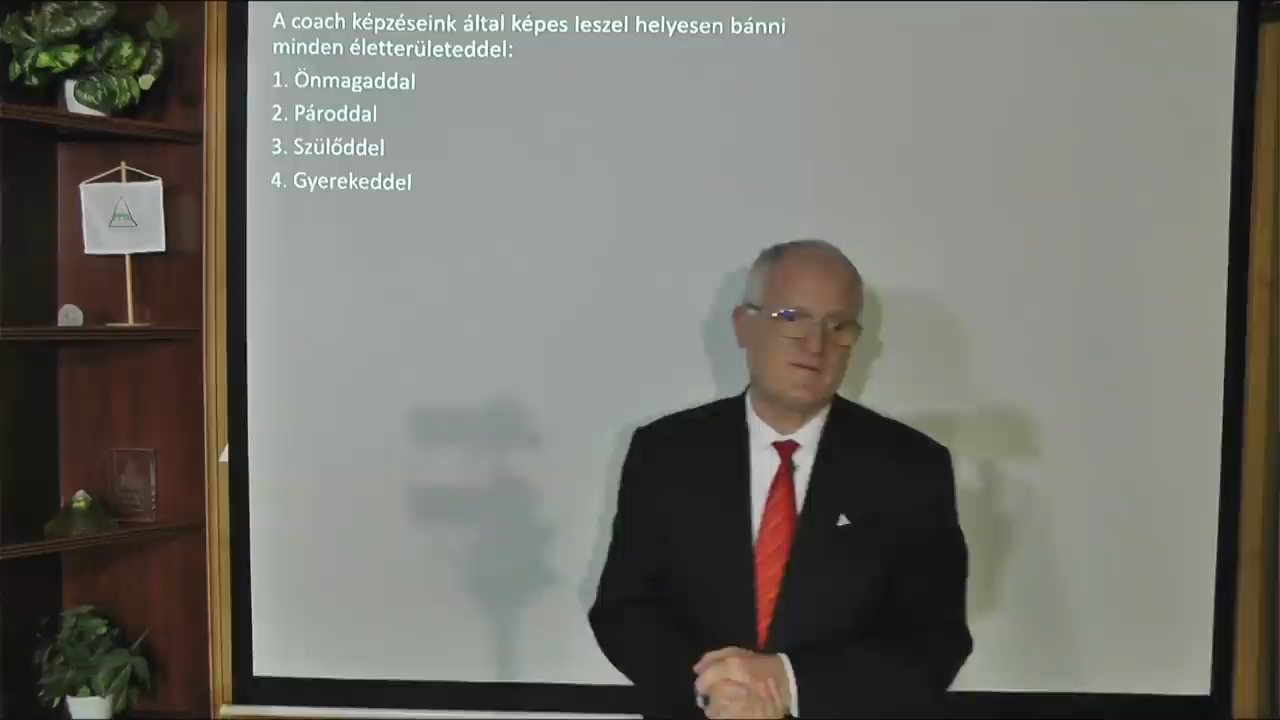 A coach képzéseink által képes leszel helyesen bánni
minden életterületeddel:
1. Önmagaddal
2. Pároddal
3. Szülőddel
4. Gyerekeddel